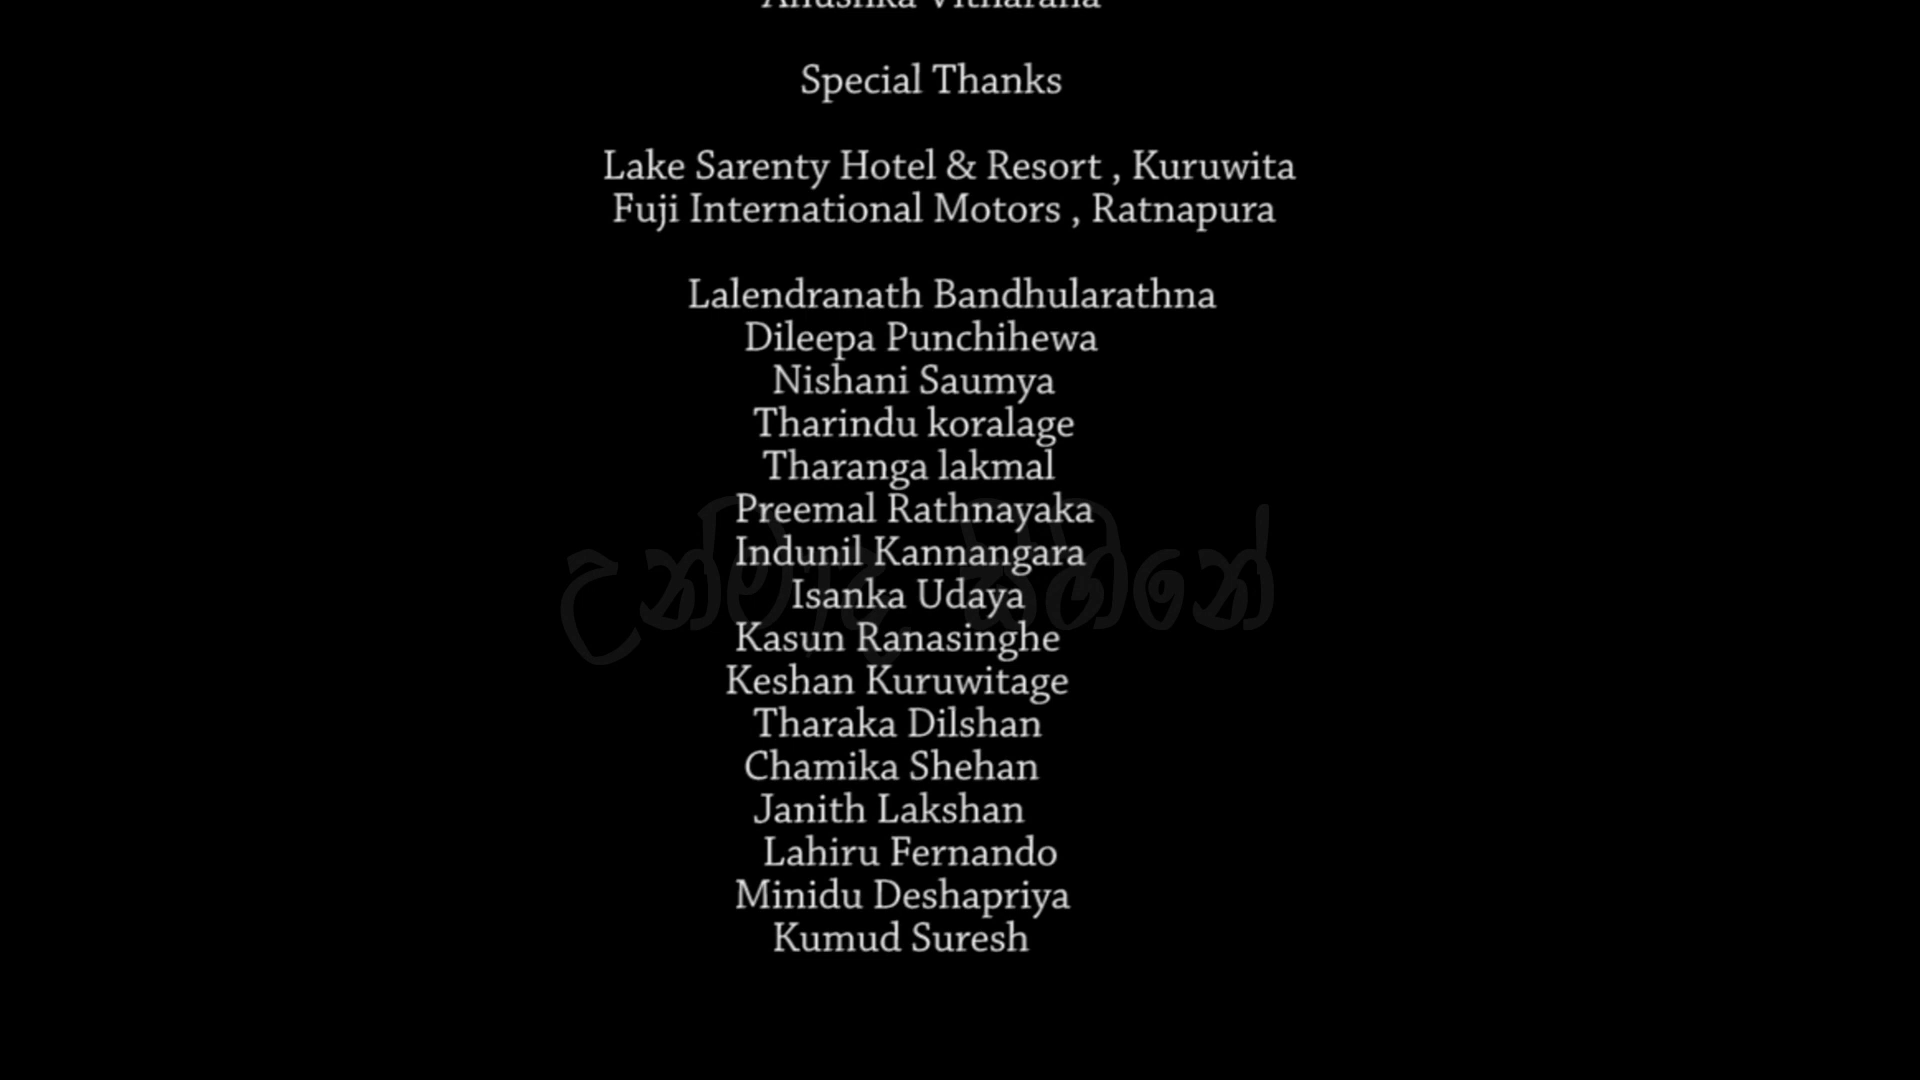 Anushka Vitharana
Special Thanks
Lake Sarenty Hotel & Resort , Kuruwita
Fuji International Motors , Ratnapura
Lalendranath Bandhularathna
Dileepa Punchihewa
Nishani Saumya
Tharindu koralage
Tharanga lakmal
Preemal Rathnayaka
Indunil Kannangara
Isanka Udaya
Kasun Ranasinghe
Keshan Kuruwitage
Tharaka Dilshan
Chamika Shehan
Janith Lakshan
Lahiru Fernando
Minidu Deshapriya
Kumud Suresh